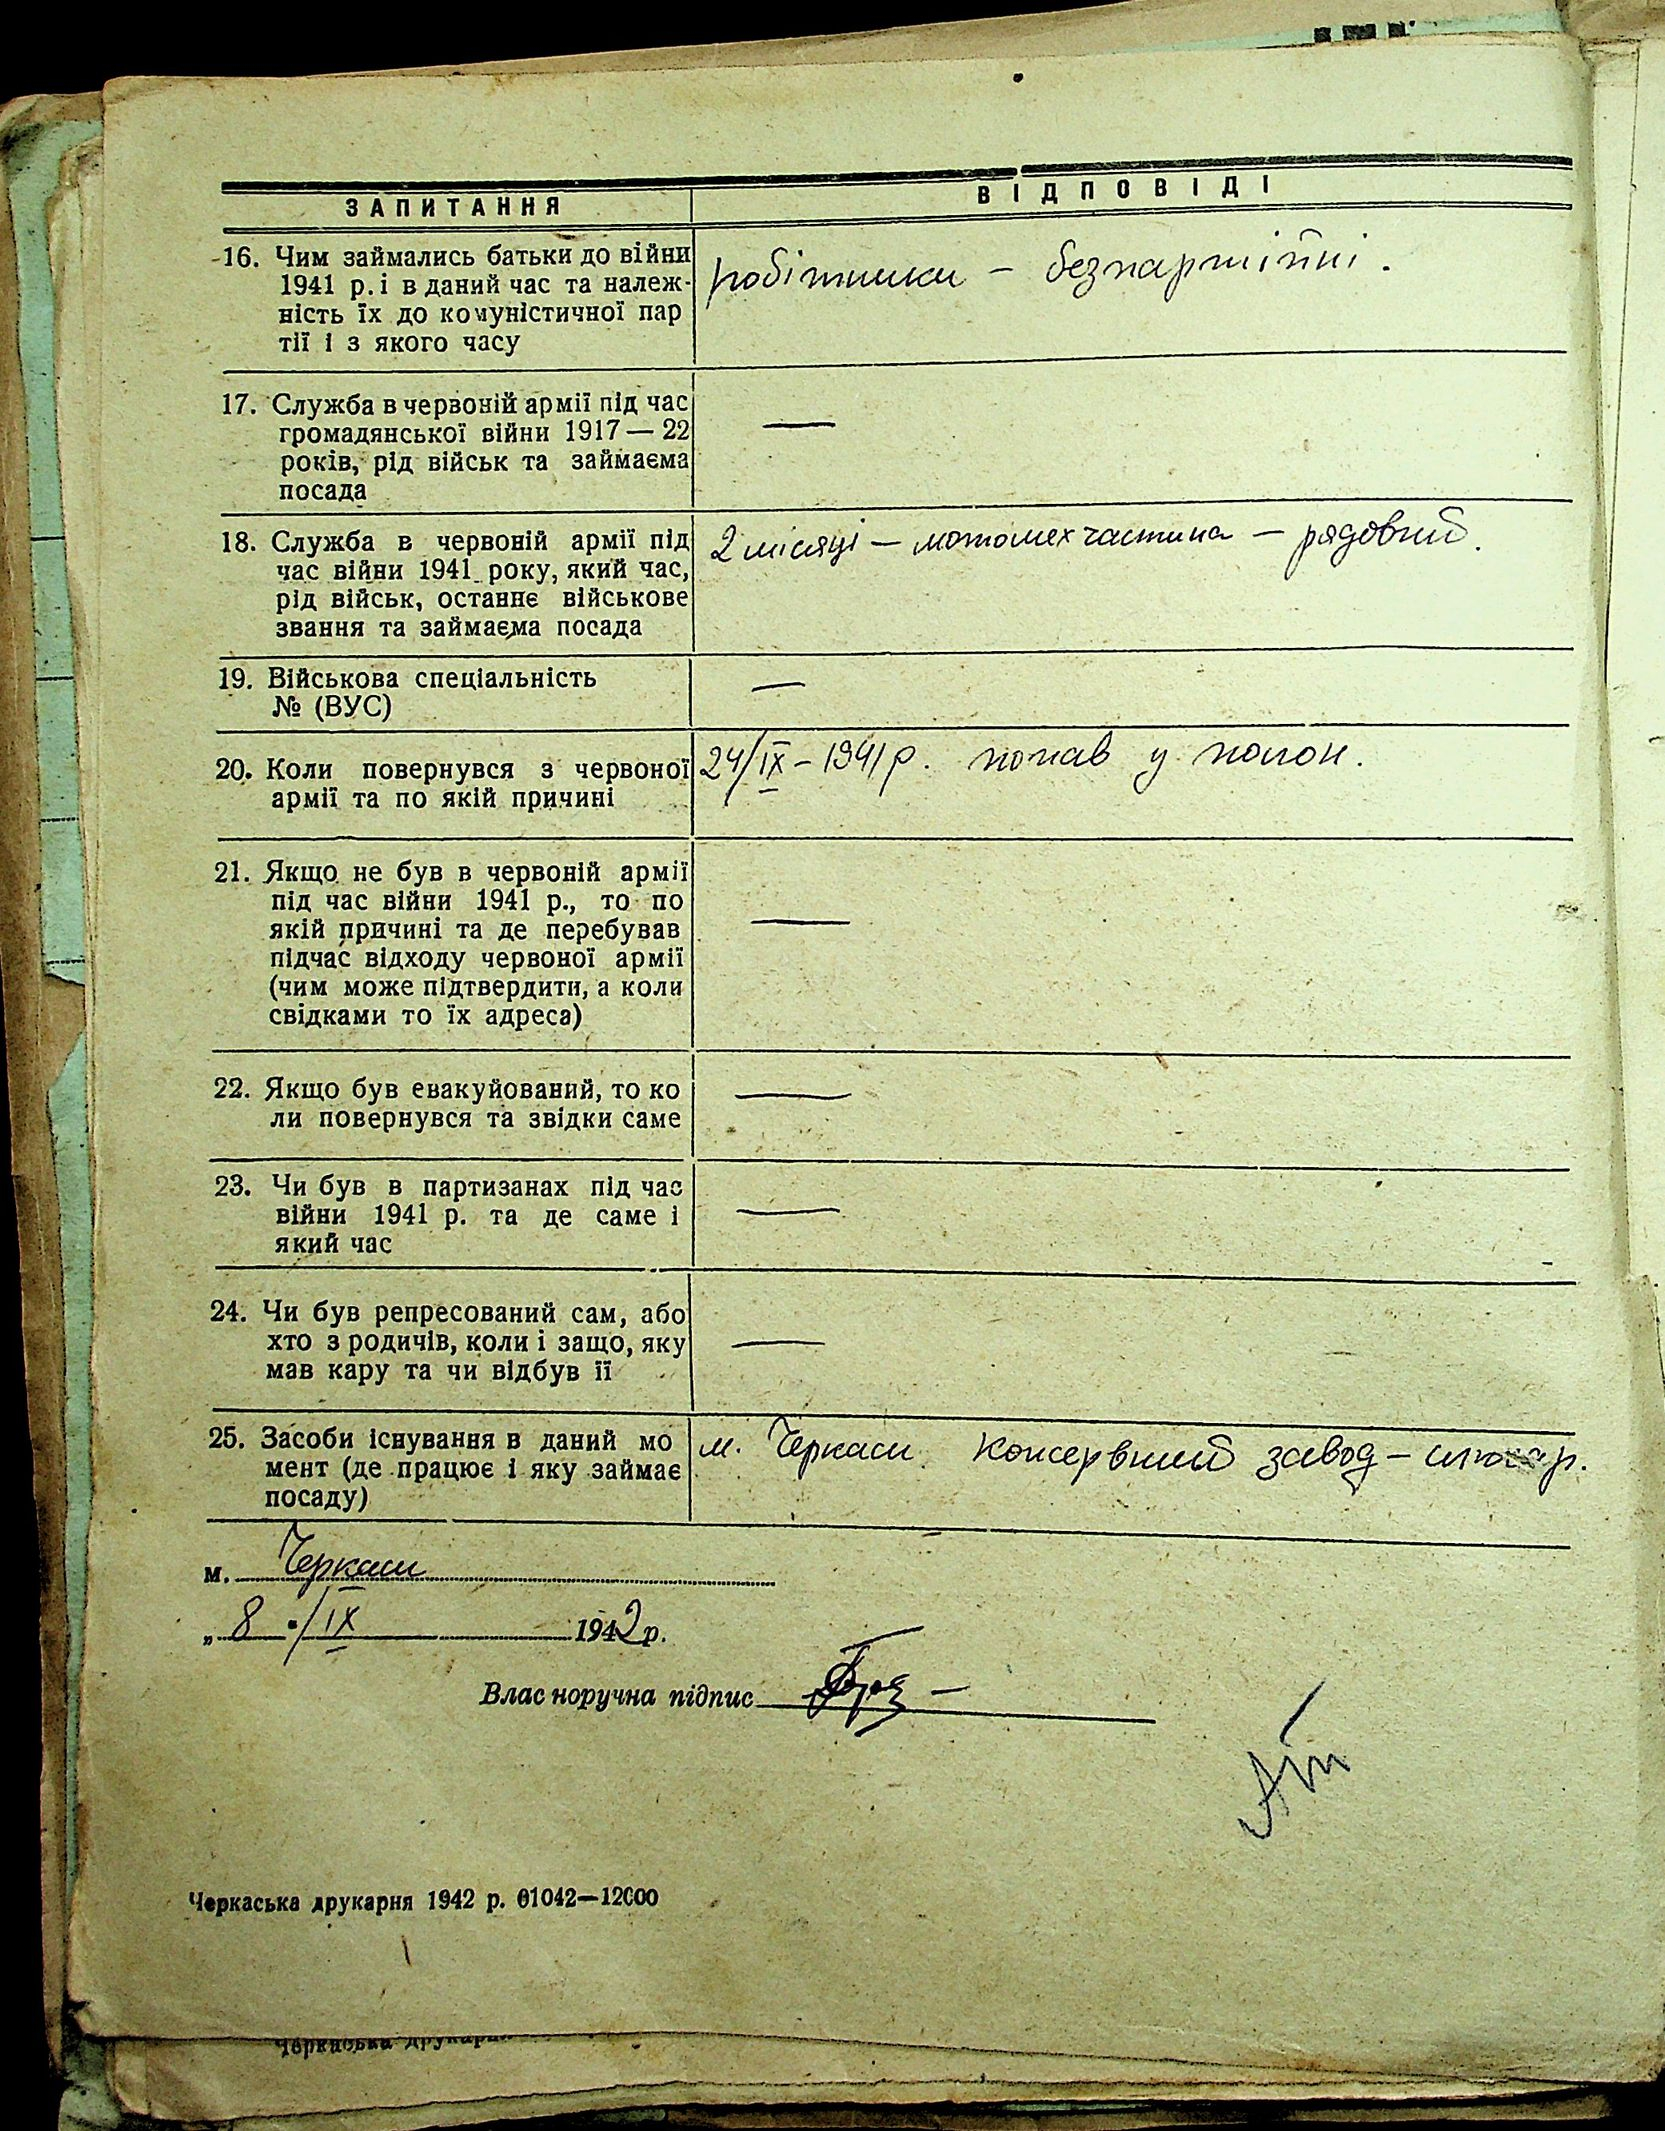 ЗАПИТАННЯ
ВІДПОВІДІ
16. Чим займались батьки до війни
1941 р. і в даний час та належ-
ність їх до комуністичної пар
тії і з якого часу
робітники – безпартійні.
17. Служба в червоній армії під час
громадянської війни 1917—22
років, рід військ та займаєма
посада
—
18. Служба в червоній армії під
час війни 1941 року, який час,
рід військ, останнє військове
звання та займаєма посада
2 місяці – мотомех частина – рядовий.
19. Військова спеціальність
№ (ВУС)
—
20. Коли повернувся з червоної
армії та по якій причині
24/IX – 1941 р. попав у полон.
21. Якщо не був в червоній армії
під час війни 1941 р., то по
якій причині та де перебував
підчас відходу червоної армії
(чим може підтвердити, а коли
свідками то їх адреса)
—
22. Якщо був евакуйований, то ко
ли повернувся та звідки саме
—
23. Чи був в партизанах під час
війни 1941 р. та де саме і
який час
—
24. Чи був репресований сам, або
хто з родичів, коли і защо, яку
мав кару та чи відбув її
—
25. Засоби існування в даний мо
мент (де працює і яку займає
посаду)
м. Черкаси. Консервний завод – слюсар.
м. Черкаси
„ 8 "/IX 1942 р.
Власноручна підпис
Черкаська друкарня 1942 р. 01042—12000
Черкаська друкарня